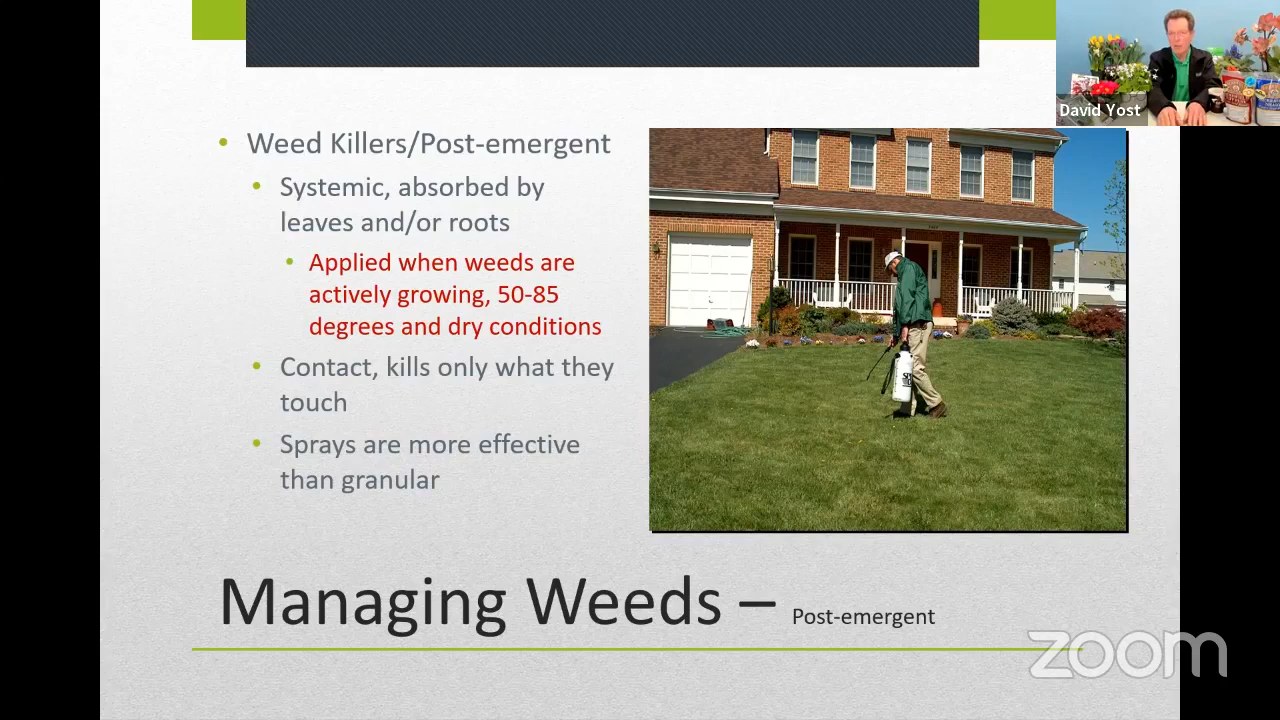 David Yost
Weed Killers/Post-emergent
Systemic, absorbed by
leaves and/or roots
Applied when weeds are
actively growing, 50-85
degrees and dry conditions
Contact, kills only what they
touch
Sprays are more effective
than granular
Managing Weeds – Post-emergent
zoom